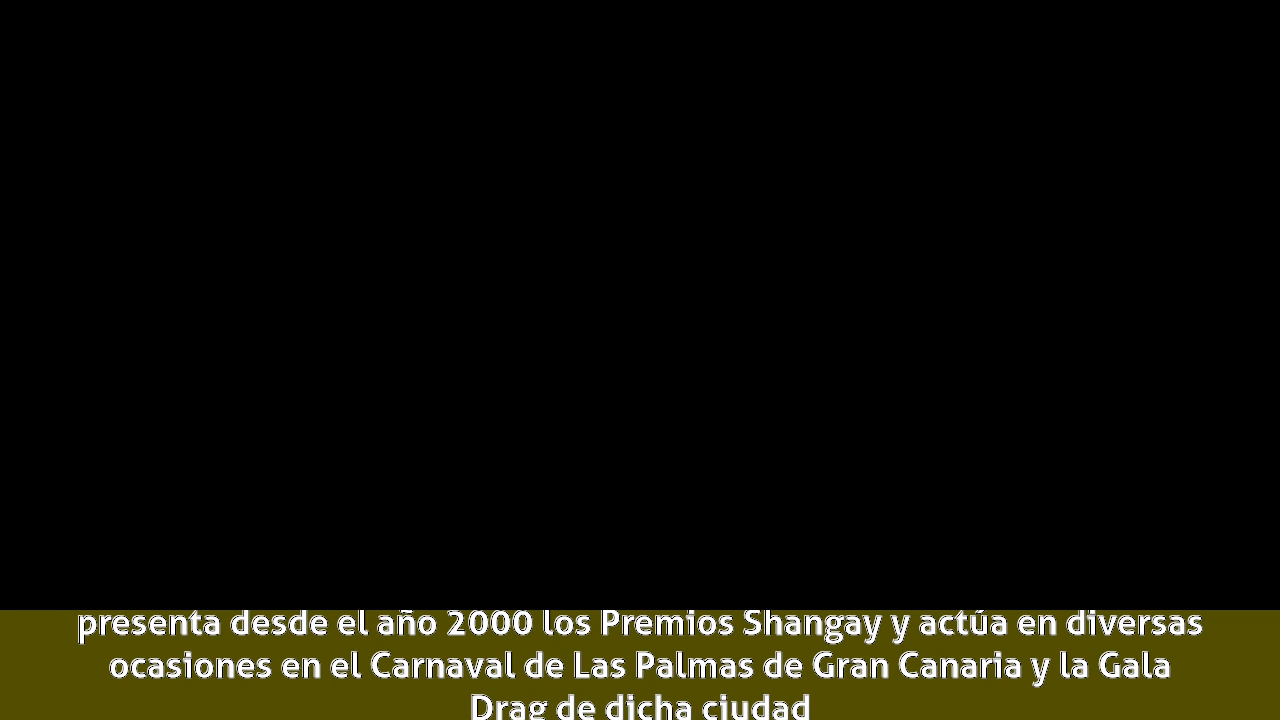 presenta desde el año 2000 los Premios Shangay y actúa en diversas
ocasiones en el Carnaval de Las Palmas de Gran Canaria y la Gala
Drag de dicha ciudad